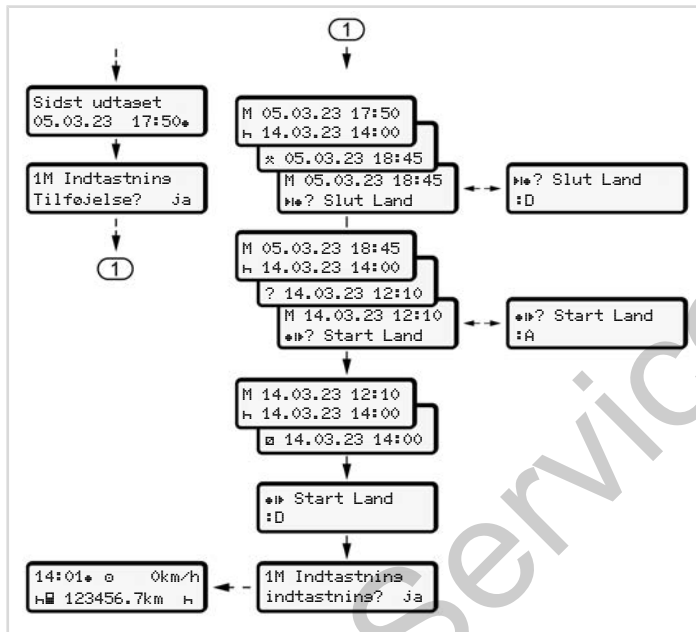 Sidst udtaget
05.03.23 17:50
1M Indtastning
Tilføjelse? ja
1
1
M 05.03.23 17:50
14.03.23 14:00
05.03.23 18:45
M 05.03.23 18:45
? Slut Land
? Slut Land
:D
M 05.03.23 18:45
14.03.23 14:00
? 14.03.23 12:10
M 14.03.23 12:10
? Start Land
? Start Land
:A
M 14.03.23 12:10
14.03.23 14:00
14.03.23 14:00
Start Land
:D
1M Indtastning
indtastning? ja
14:01 0km/h
123456.7km
Service